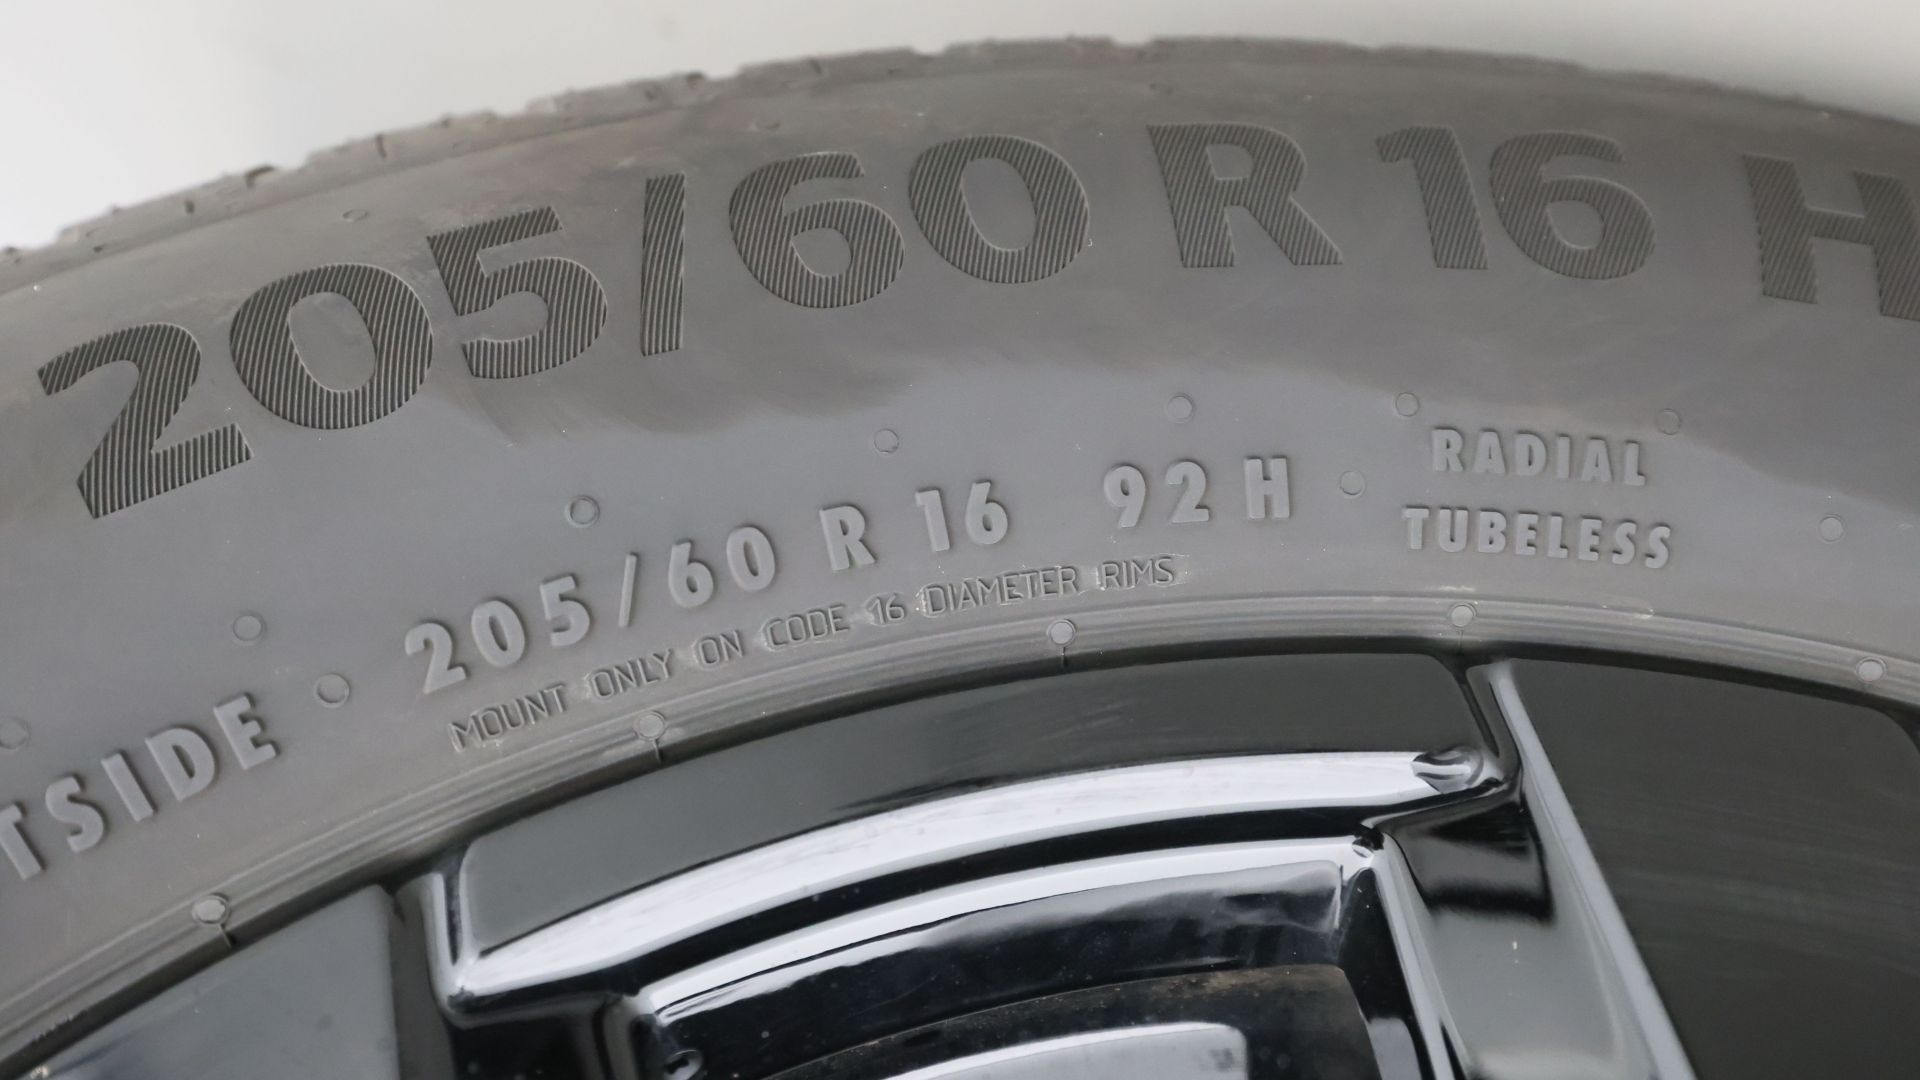 205/60 R 16 H
205/60 R 16 92 H
RADIAL
TUBELESS
MOUNT ONLY ON CODE 16 DIAMETER RIMS
TSIDE